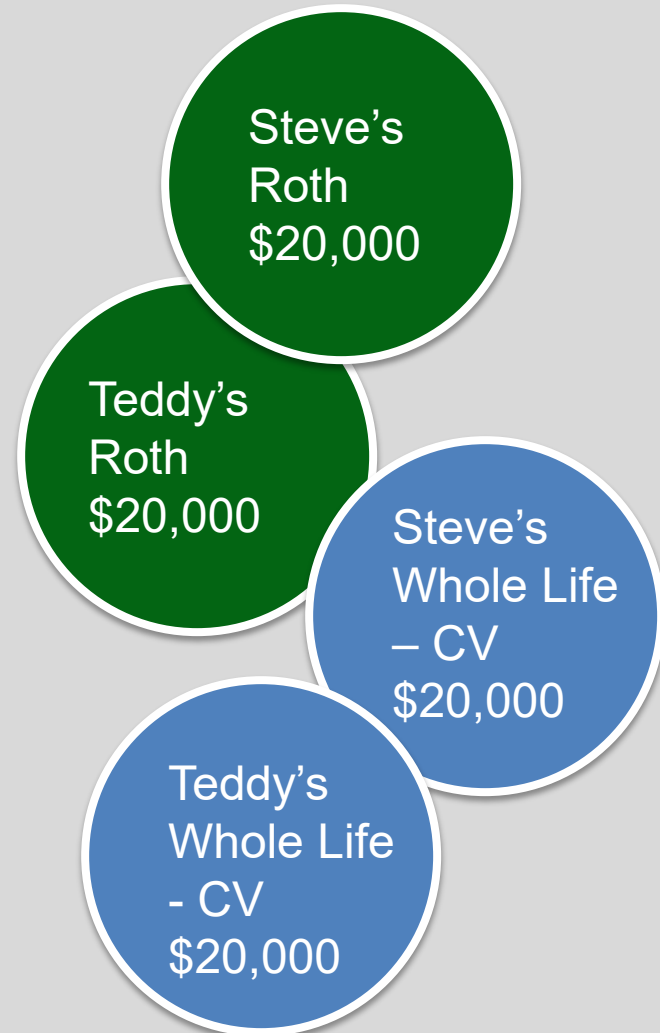 Steve’s
Roth
$20,000
Teddy’s
Roth
$20,000
Steve’s
Whole Life
– CV
$20,000
Teddy’s
Whole Life
- CV
$20,000